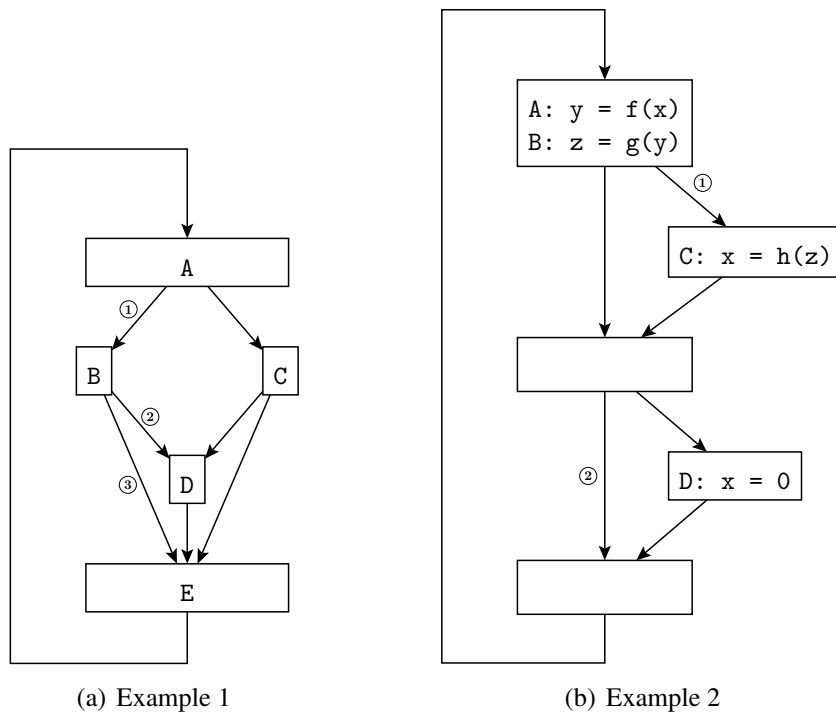 A
①
B
C
②
③
D
E
(a) Example 1
A: y = f(x)
B: z = g(y)
①
C: x = h(z)
②
D: x = 0
(b) Example 2